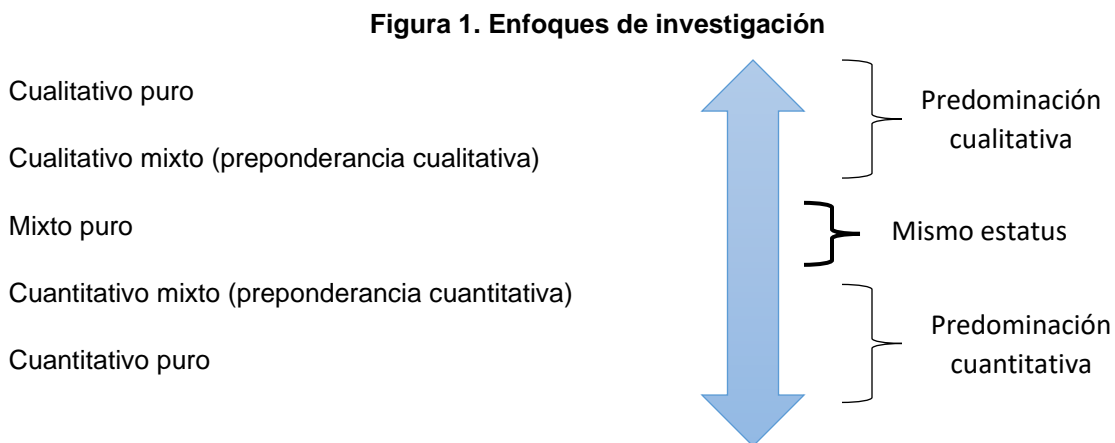 Figura 1. Enfoques de investigación
Cualitativo puro
Cualitativo mixto (preponderancia cualitativa)
Mixto puro
Cuantitativo mixto (preponderancia cuantitativa)
Cuantitativo puro
Predominación
cualitativa
Mismo estatus
Predominación
cuantitativa